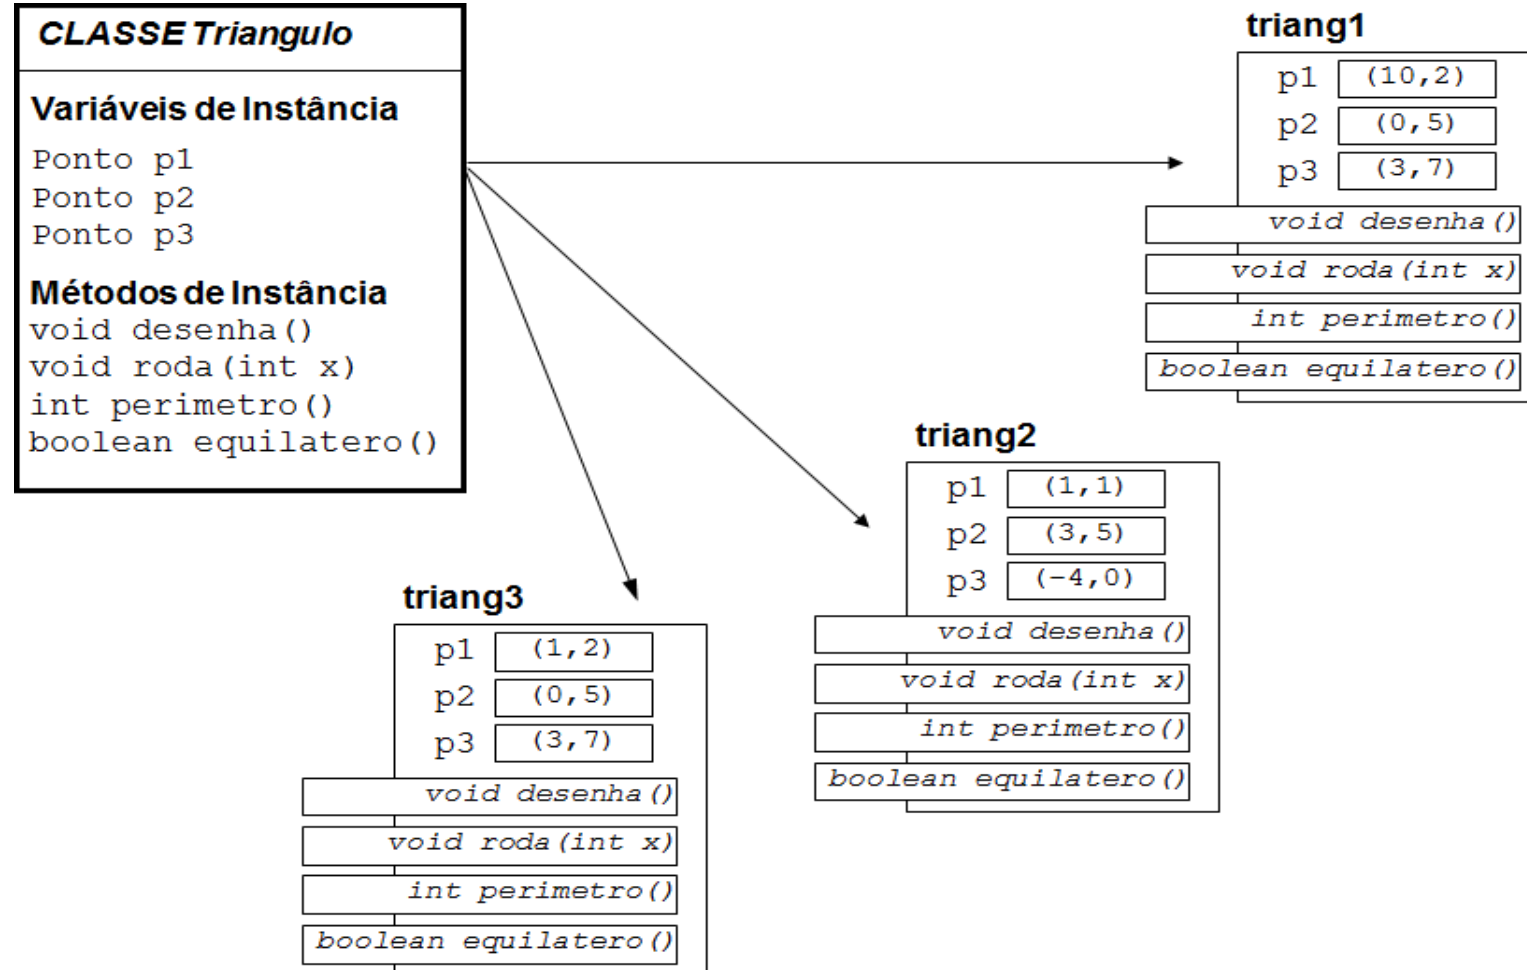 CLASSE Triangulo
Variáveis de Instância
Ponto p1
Ponto p2
Ponto p3
Métodos de Instância
void desenha()
void roda(int x)
int perimetro()
boolean equilatero()
triang1
p1 (10,2)
p2 (0,5)
p3 (3,7)
void desenha()
void roda(int x)
int perimetro()
boolean equilatero()
triang2
p1 (1,1)
p2 (3,5)
p3 (-4,0)
void desenha()
void roda(int x)
int perimetro()
boolean equilatero()
triang3
p1 (1,2)
p2 (0,5)
p3 (3,7)
void desenha()
void roda(int x)
int perimetro()
boolean equilatero()